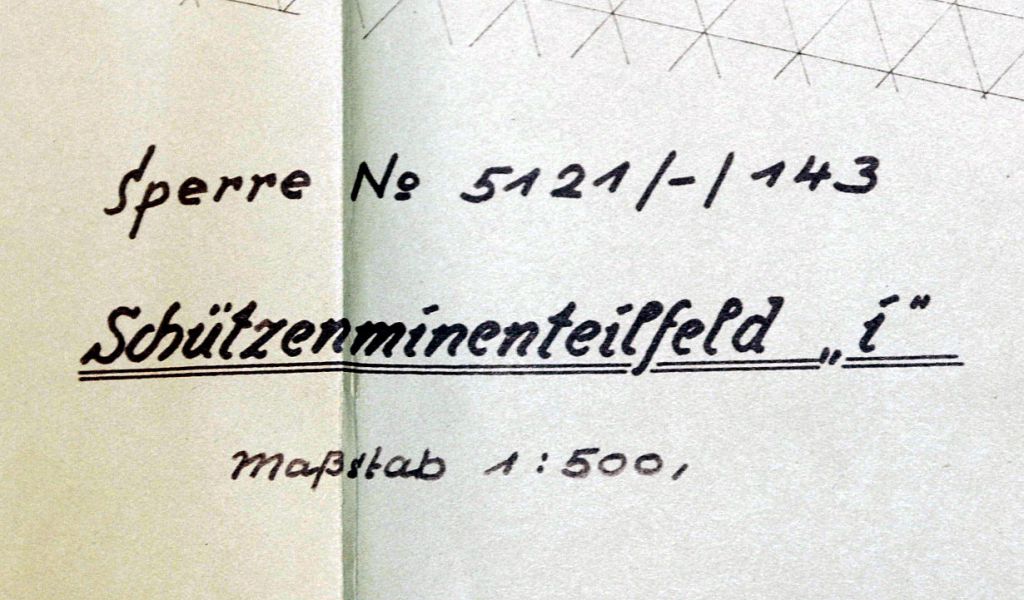 Sperre No 5121/-/143
Schützenminenteilfeld „i“
Maßstab 1:500,